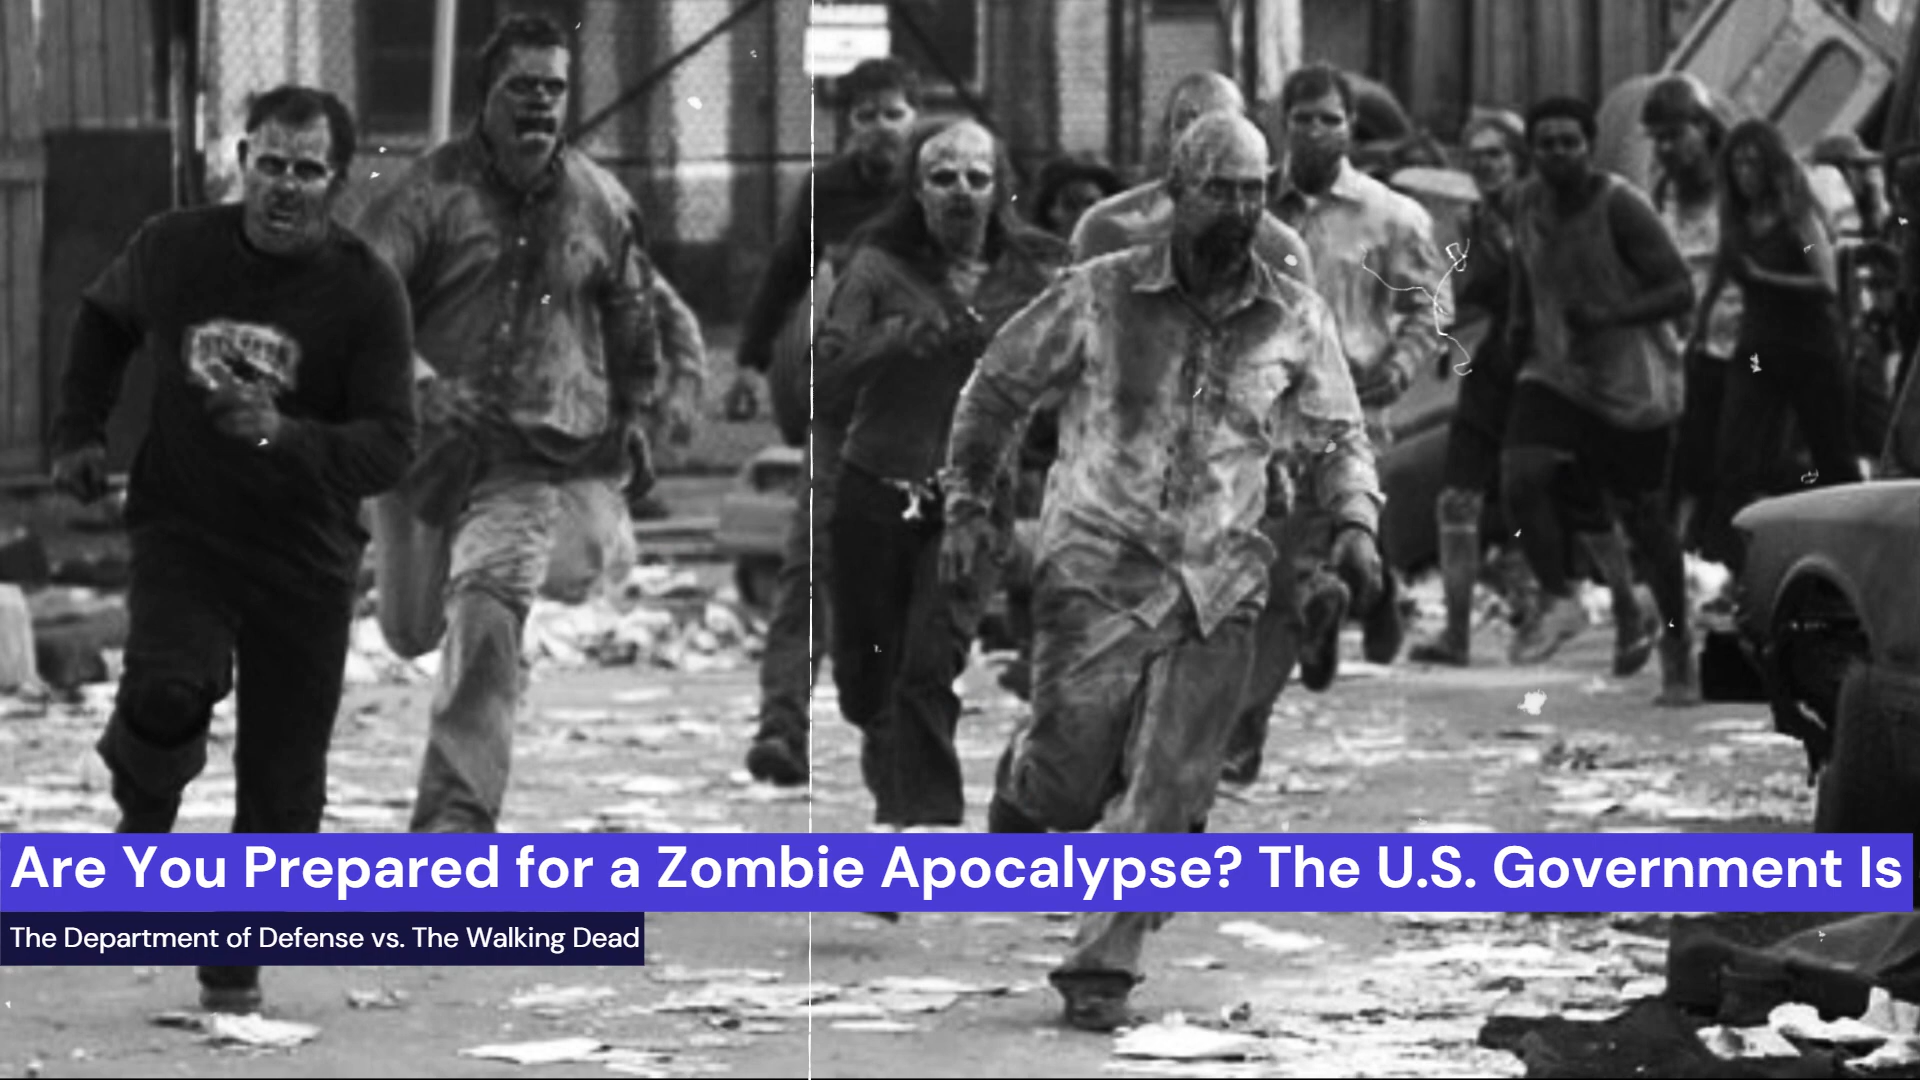 Are You Prepared for a Zombie Apocalypse? The U.S. Government Is
The Department of Defense vs. The Walking Dead